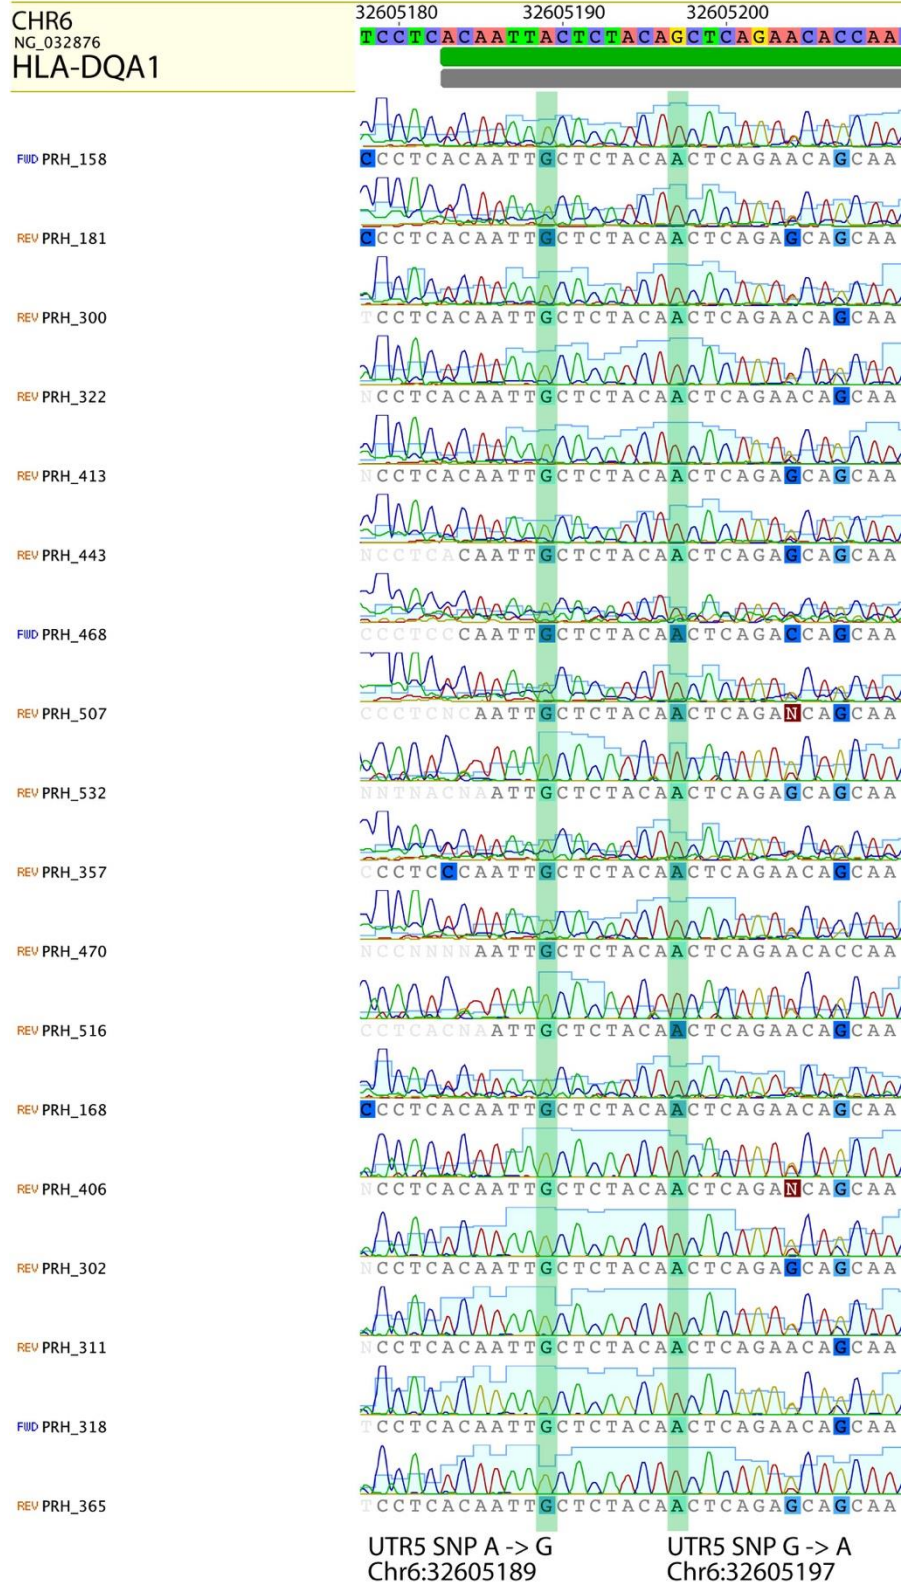 CHR6
NG_032876
HLA-DQA1
32605180 32605190 32605200
TCCTCACAATTACTCTACAGCTCAGAACACCAA
FWD PRH_158 CCCTCACAATTGCTCTACAACTCAGAACAGCAA
REV PRH_181 CCCTCACAATTGCTCTACAACTCAGAGCAGCAA
REV PRH_300 TCCTCACAATTGCTCTACAACTCAGAACAGCAA
REV PRH_322 NCCTCACAATTGCTCTACAACTCAGAACAGCAA
REV PRH_413 NCCTCACAATTGCTCTACAACTCAGAGCAGCAA
REV PRH_443 NCCTCACAATTGCTCTACAACTCAGAGCAGCAA
FWD PRH_468 CCCTCCCAATTGCTCTACAACTCAGACCAGCAA
REV PRH_507 CCCTCNCAATTGCTCTACAACTCAGANCAGCAA
REV PRH_532 NNTNACNAATTGCTCTACAACTCAGAGCAGCAA
REV PRH_357 CCCTCCCAATTGCTCTACAACTCAGAACAGCAA
REV PRH_470 NCCNNNNAATTGCTCTACAACTCAGAACACCAA
REV PRH_516 CCTCACNAATTGCTCTACAACTCAGAACAGCAA
REV PRH_168 CCCTCACAATTGCTCTACAACTCAGAACAGCAA
REV PRH_406 NCCTCACAATTGCTCTACAACTCAGANCAGCAA
REV PRH_302 NCCTCACAATTGCTCTACAACTCAGAGCAGCAA
REV PRH_311 NCCTCACAATTGCTCTACAACTCAGAACAGCAA
FWD PRH_318 TCCTCACAATTGCTCTACAACTCAGAACAGCAA
REV PRH_365 TCCTCACAATTGCTCTACAACTCAGAGCAGCAA
UTR5 SNP A -> G UTR5 SNP G -> A
Chr6:32605189 Chr6:32605197